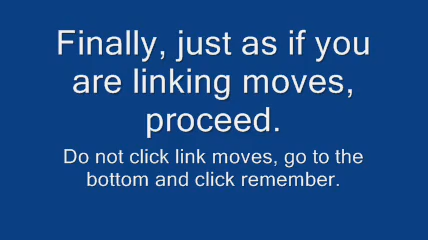 Finally, just as if you
are linking moves,
proceed.
Do not click link moves, go to the
bottom and click remember.